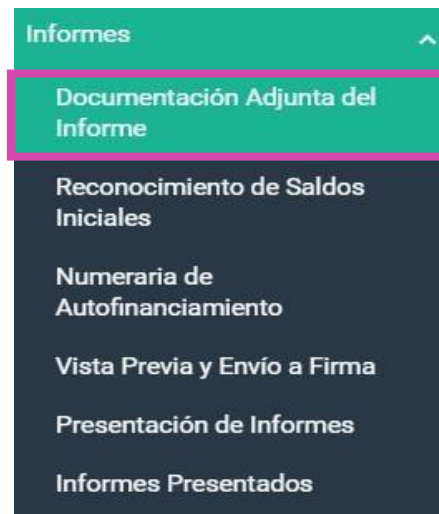 Informes
Documentación Adjunta del
Informe
Reconocimiento de Saldos
Iniciales
Numeraria de
Autofinanciamiento
Vista Previa y Envío a Firma
Presentación de Informes
Informes Presentados